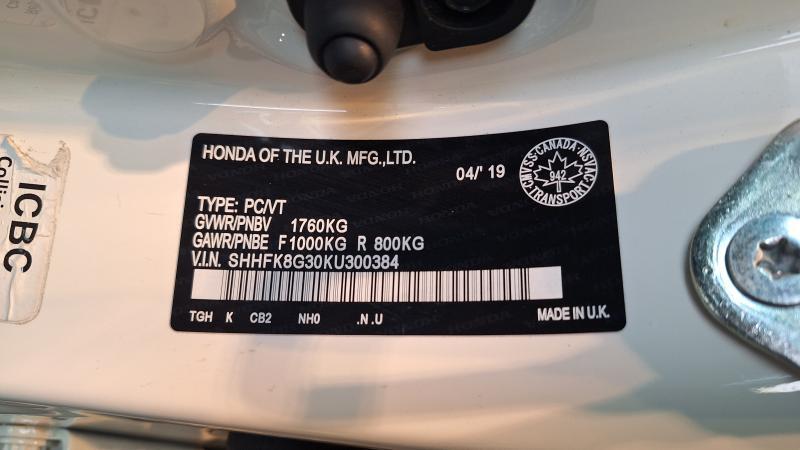 HONDA OF THE U.K. MFG.,LTD.
04/' 19
CMVSS·CANADA·NSVAC
942
TRANSPORT
TYPE: PC/VT
GVWR/PNBV 1760KG
GAWR/PNBE F1000KG R 800KG
V.I.N. SHHFK8G30KU300384
TGH K CB2 NH0 .N .U
MADE IN U.K.
ICBC